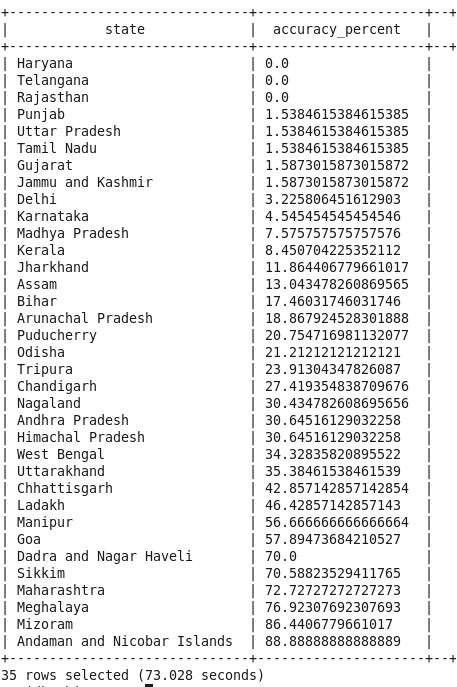 +------------------------------+---------------------+--+
| state | accuracy_percent |
+------------------------------+---------------------+--+
| Haryana | 0.0 |
| Telangana | 0.0 |
| Rajasthan | 0.0 |
| Punjab | 1.5384615384615385 |
| Uttar Pradesh | 1.5384615384615385 |
| Tamil Nadu | 1.5384615384615385 |
| Gujarat | 1.5873015873015872 |
| Jammu and Kashmir | 1.5873015873015872 |
| Delhi | 3.225806451612903 |
| Karnataka | 4.545454545454546 |
| Madhya Pradesh | 7.575757575757576 |
| Kerala | 8.450704225352112 |
| Jharkhand | 11.864406779661017 |
| Assam | 13.043478260869565 |
| Bihar | 17.46031746031746 |
| Arunachal Pradesh | 18.867924528301888 |
| Puducherry | 20.754716981132077 |
| Odisha | 21.21212121212121 |
| Tripura | 23.91304347826087 |
| Chandigarh | 27.419354838709676 |
| Nagaland | 30.434782608695656 |
| Andhra Pradesh | 30.64516129032258 |
| Himachal Pradesh | 30.64516129032258 |
| West Bengal | 34.32835820895522 |
| Uttarakhand | 35.38461538461539 |
| Chhattisgarh | 42.857142857142854 |
| Ladakh | 46.42857142857143 |
| Manipur | 56.666666666666664 |
| Goa | 57.89473684210527 |
| Dadra and Nagar Haveli | 70.0 |
| Sikkim | 70.58823529411765 |
| Maharashtra | 72.72727272727273 |
| Meghalaya | 76.92307692307693 |
| Mizoram | 86.4406779661017 |
| Andaman and Nicobar Islands | 88.88888888888889 |
+------------------------------+---------------------+--+
35 rows selected (73.028 seconds)